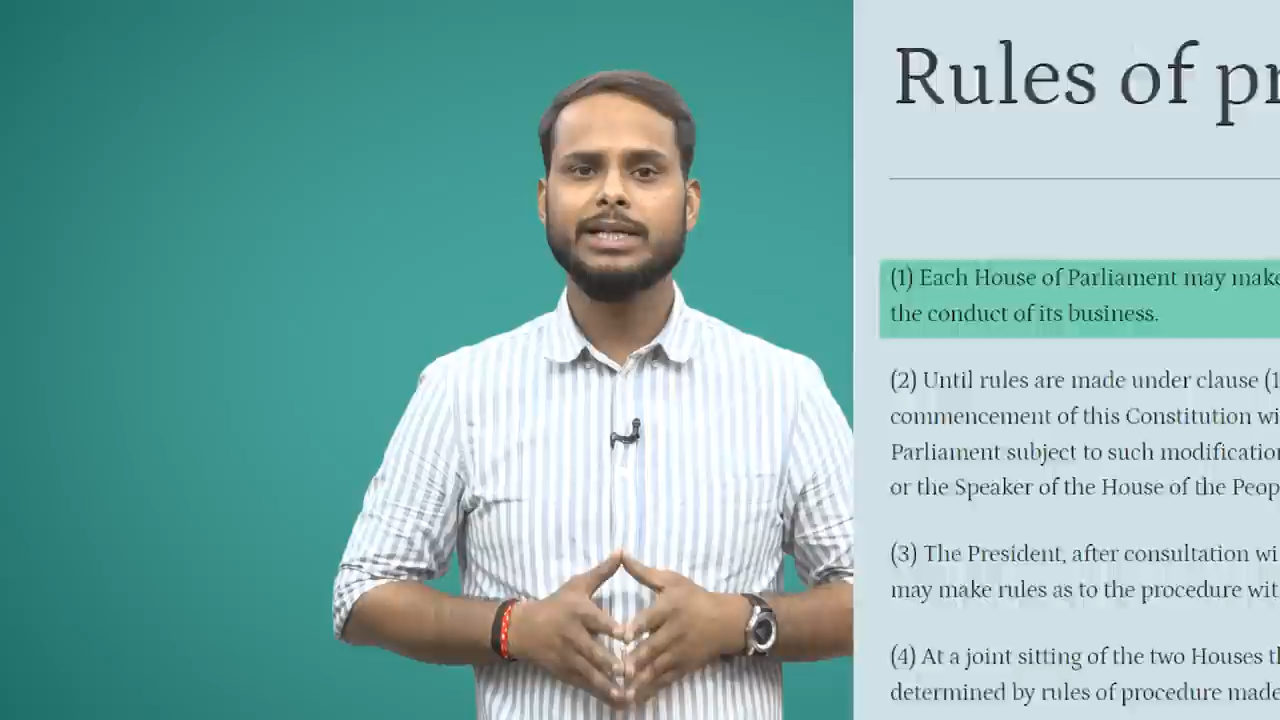 Rules of pr
(1) Each House of Parliament may make
the conduct of its business.
(2) Until rules are made under clause (1
commencement of this Constitution wi
Parliament subject to such modification
or the Speaker of the House of the Peop
(3) The President, after consultation wi
may make rules as to the procedure wit
(4) At a joint sitting of the two Houses t
determined by rules of procedure made